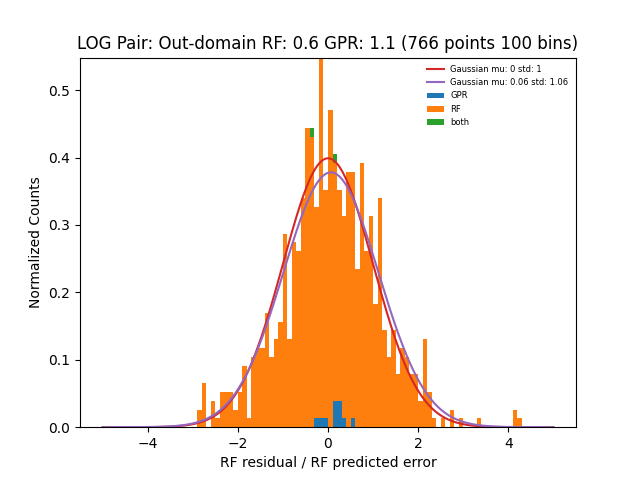 LOG Pair: Out-domain RF: 0.6 GPR: 1.1 (766 points 100 bins)
Gaussian mu: 0 std: 1
Gaussian mu: 0.06 std: 1.06
GPR
RF
both
Normalized Counts
0.5
0.4
0.3
0.2
0.1
0.0
−4 −2 0 2 4
RF residual / RF predicted error